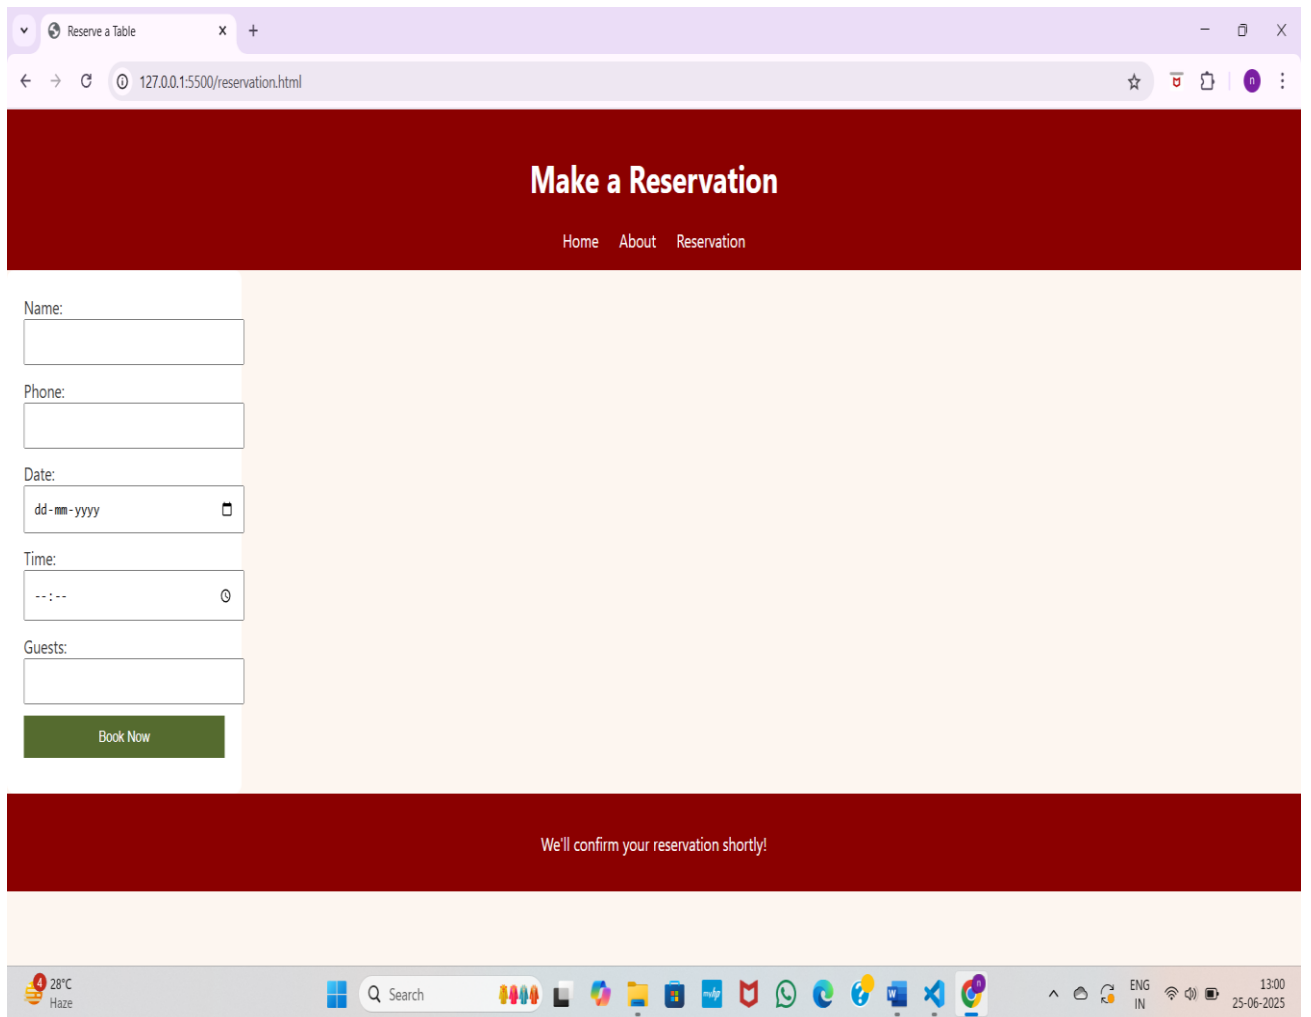 Reserve a Table
127.0.0.1:5500/reservation.html
n
Make a Reservation
Home About Reservation
Name:
Phone:
Date:
dd-mm-yyyy
Time:
--:--
Guests:
Book Now
We'll confirm your reservation shortly!
4
28°C
Haze
Search
myhp
ENG
IN
13:00
25-06-2025